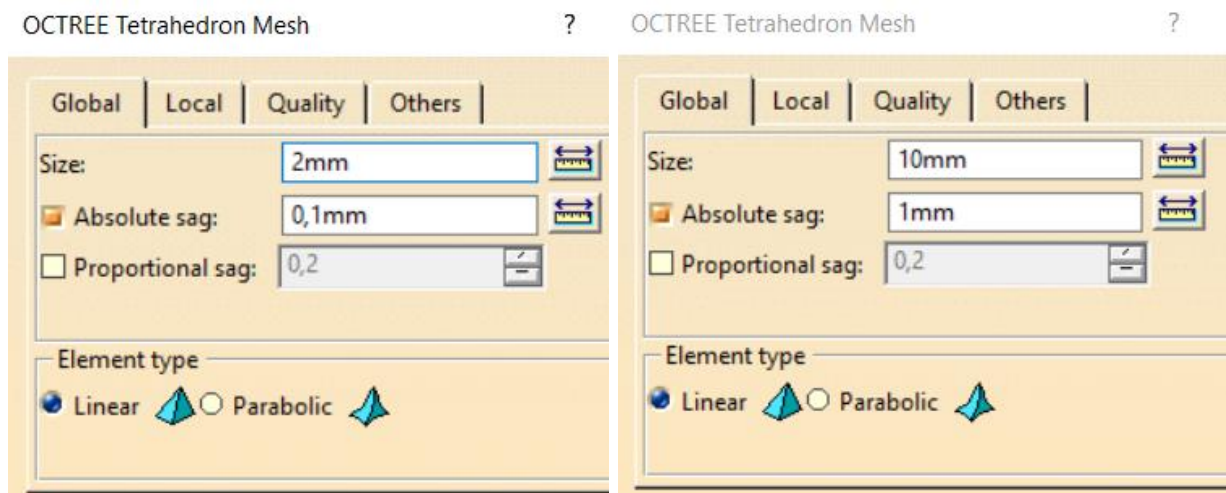 OCTREE Tetrahedron Mesh ?
Global Local Quality Others
Size: 2mm
Absolute sag: 0,1mm
Proportional sag: 0,2
Element type
Linear Parabolic
OCTREE Tetrahedron Mesh ?
Global Local Quality Others
Size: 10mm
Absolute sag: 1mm
Proportional sag: 0,2
Element type
Linear Parabolic